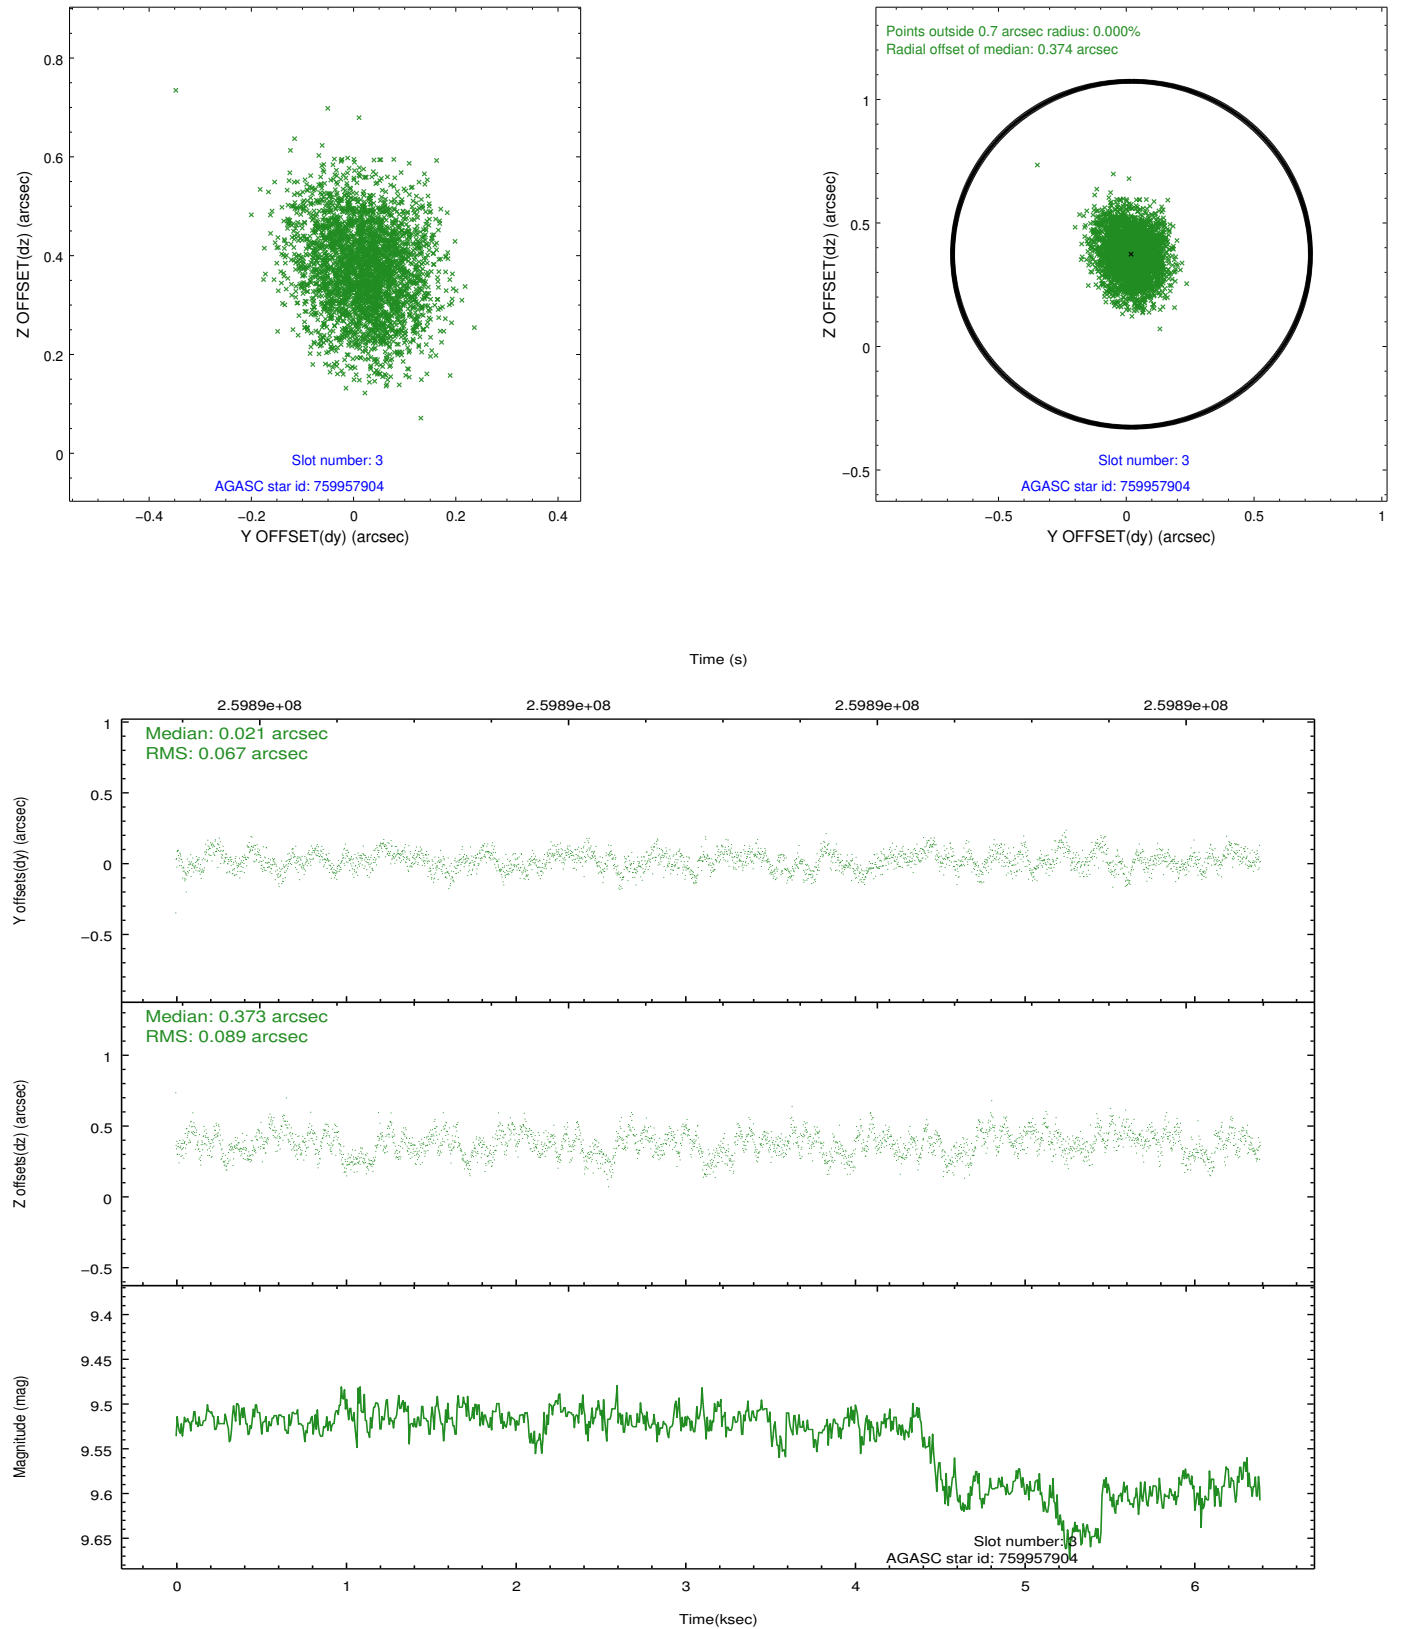 Z OFFSET(dz) (arcsec)
0.8
0.6
0.4
0.2
0
Slot number: 3
AGASC star id: 759957904
−0.4 −0.2 0 0.2 0.4
Y OFFSET(dy) (arcsec)
Points outside 0.7 arcsec radius: 0.000%
Radial offset of median: 0.374 arcsec
Z OFFSET(dz) (arcsec)
1
0.5
0
−0.5
Slot number: 3
AGASC star id: 759957904
−0.5 0 0.5 1
Y OFFSET(dy) (arcsec)
Time (s)
2.5989e+08 2.5989e+08 2.5989e+08 2.5989e+08
Median: 0.021 arcsec
RMS: 0.067 arcsec
Y offsets(dy) (arcsec)
1
0.5
0
−0.5
Median: 0.373 arcsec
RMS: 0.089 arcsec
Z offsets(dz) (arcsec)
1
0.5
0
−0.5
Magnitude (mag)
9.4
9.45
9.5
9.55
9.6
9.65
Slot number: 3
AGASC star id: 759957904
0 1 2 3 4 5 6
Time(ksec)